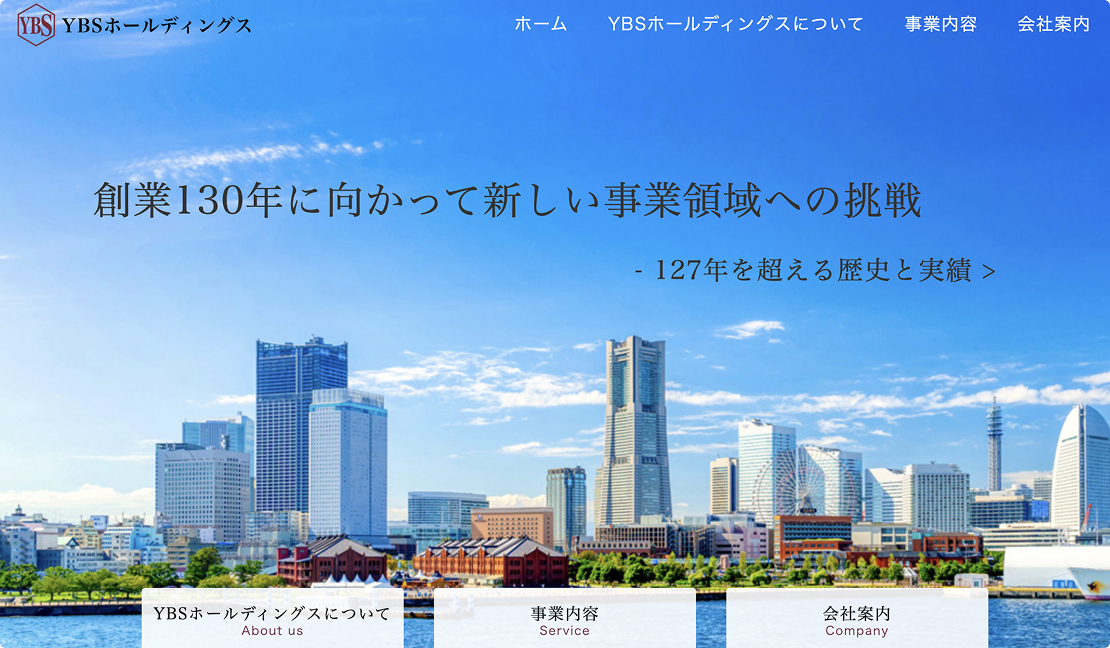 YBS YBSホールディングス
ホーム YBSホールディングスについて 事業内容 会社案内
創業130年に向かって新しい事業領域への挑戦
- 127年を超える歴史と実績 >
YBSホールディングスについて
About us
事業内容
Service
会社案内
Company